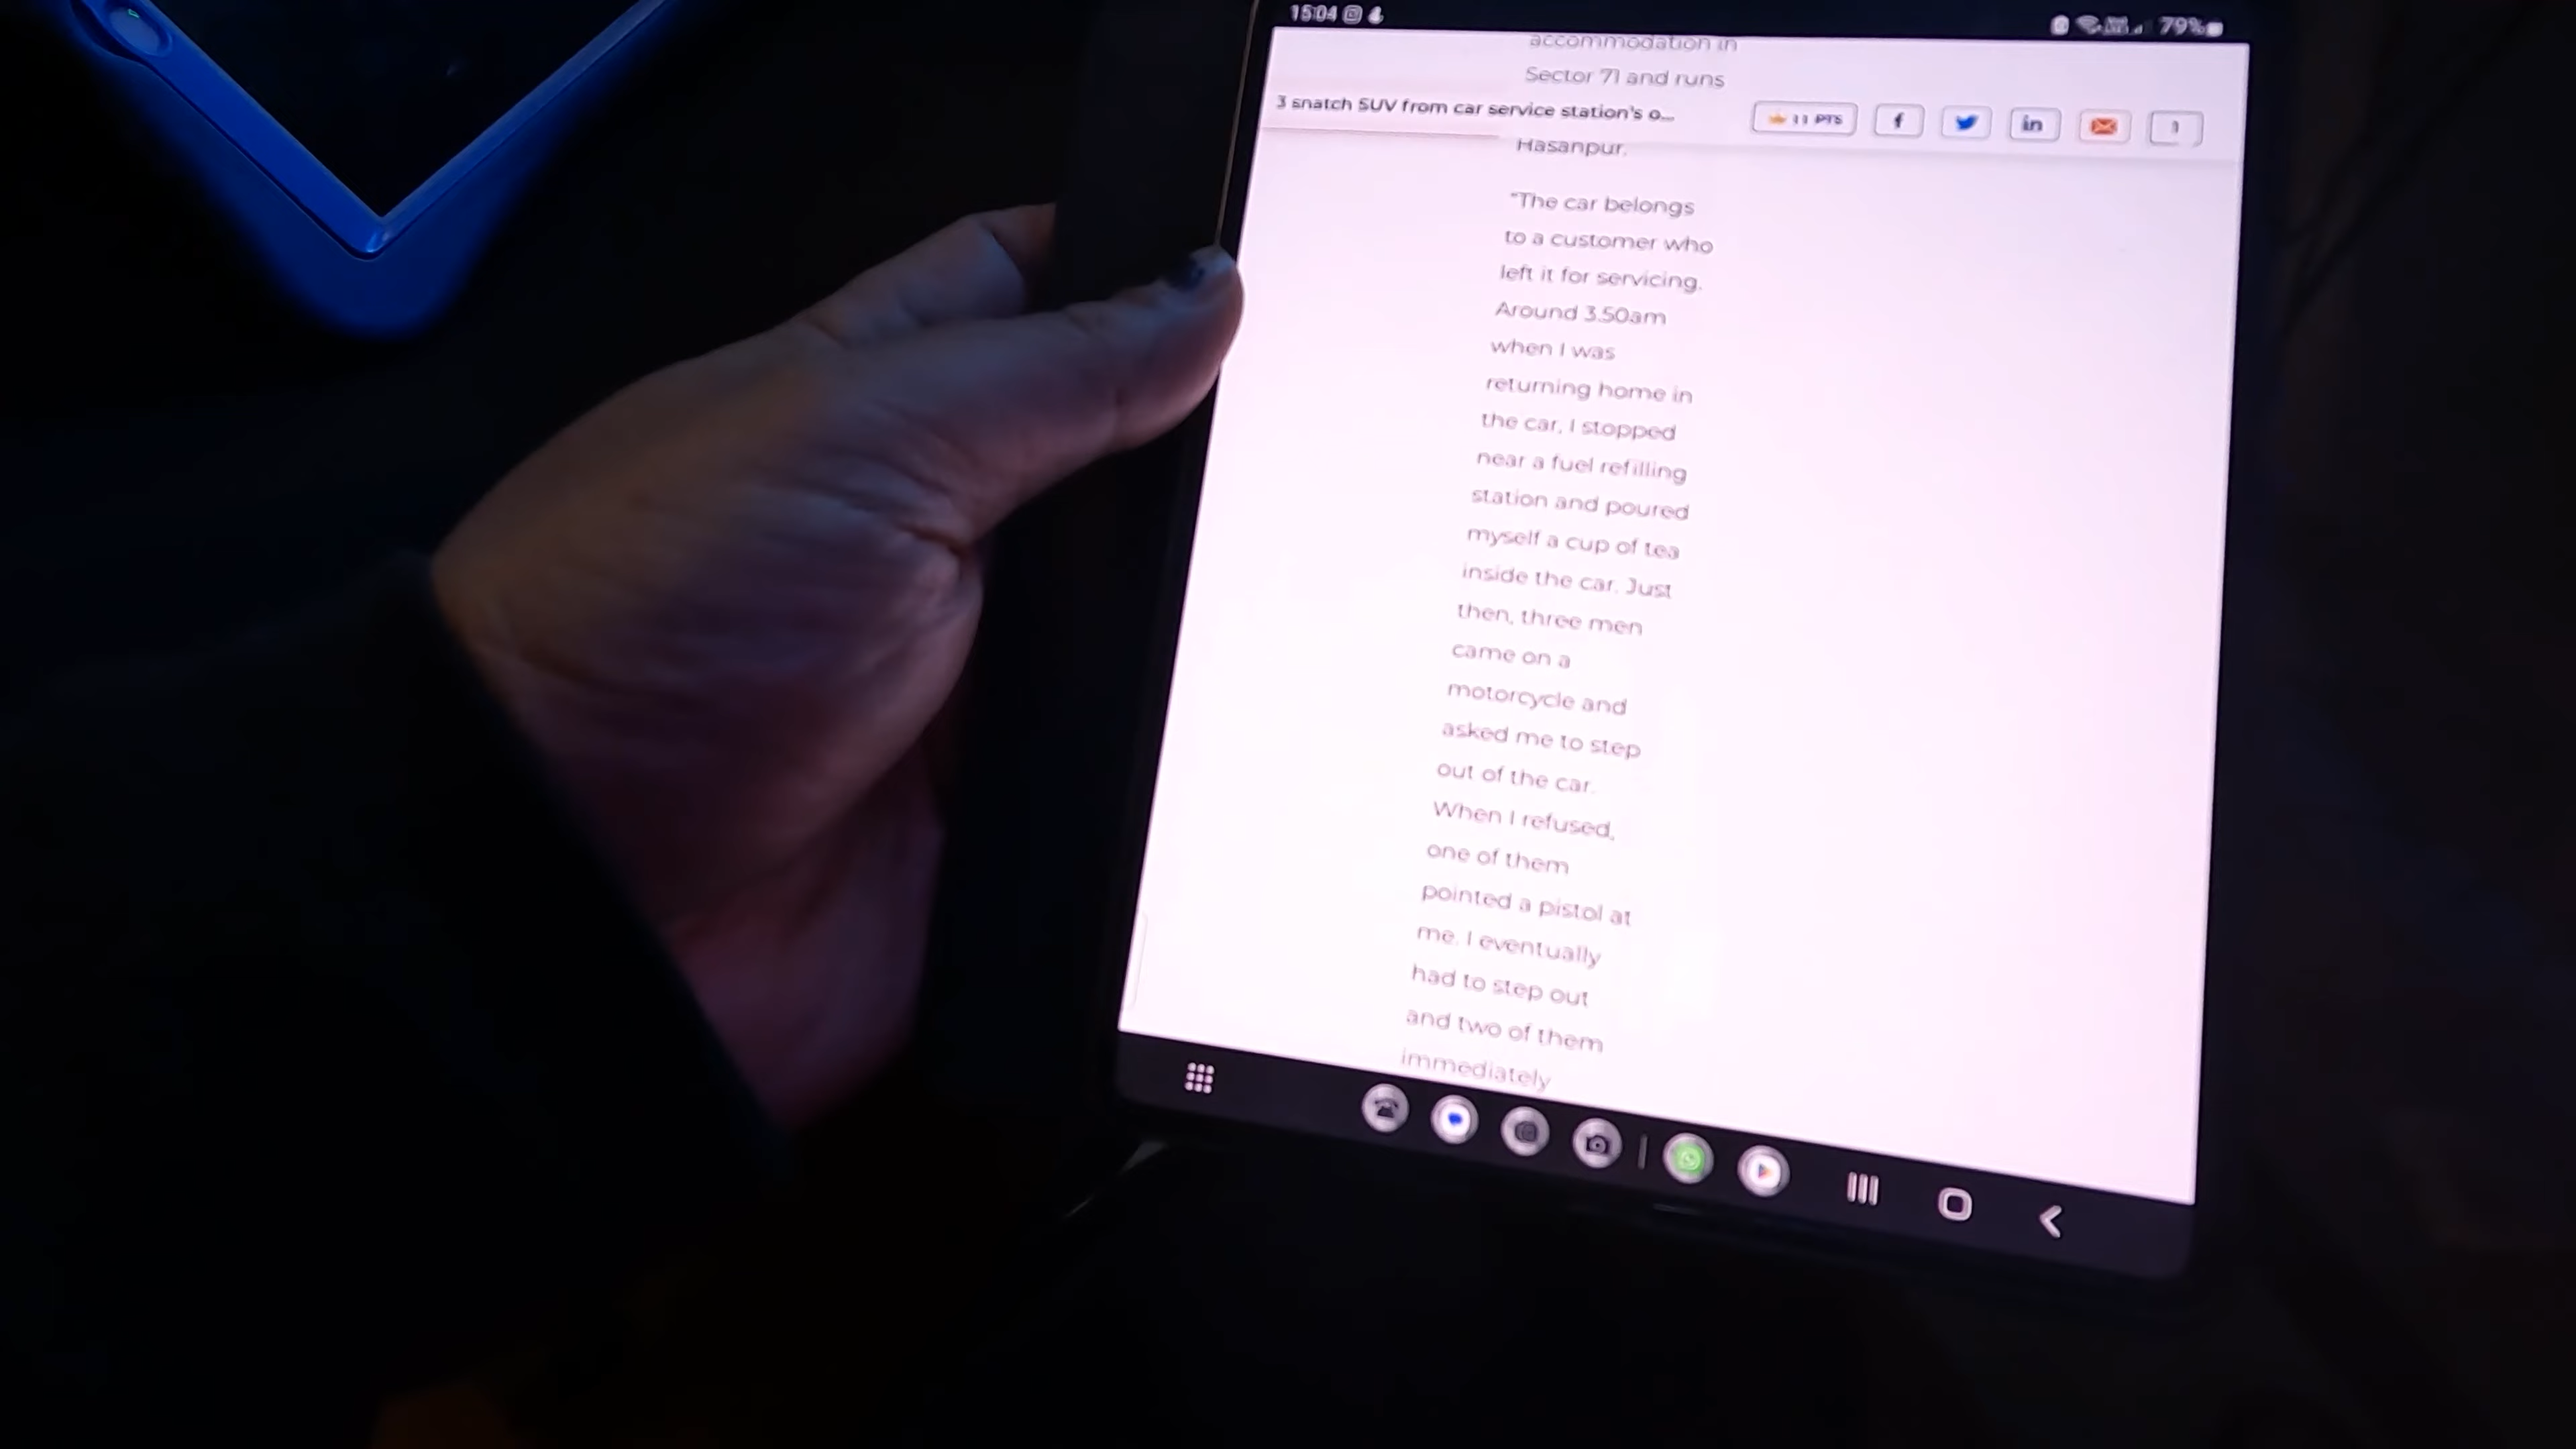 15:04
79%
accommodation in
Sector 71 and runs
3 snatch SUV from car service station's o...
11 PTS
f
in
Hasanpur.
"The car belongs
to a customer who
left it for servicing.
Around 3.50am
when I was
returning home in
the car, I stopped
near a fuel refilling
station and poured
myself a cup of tea
inside the car. Just
then, three men
came on a
motorcycle and
asked me to step
out of the car.
When I refused,
one of them
pointed a pistol at
me. I eventually
had to step out
and two of them
immediately